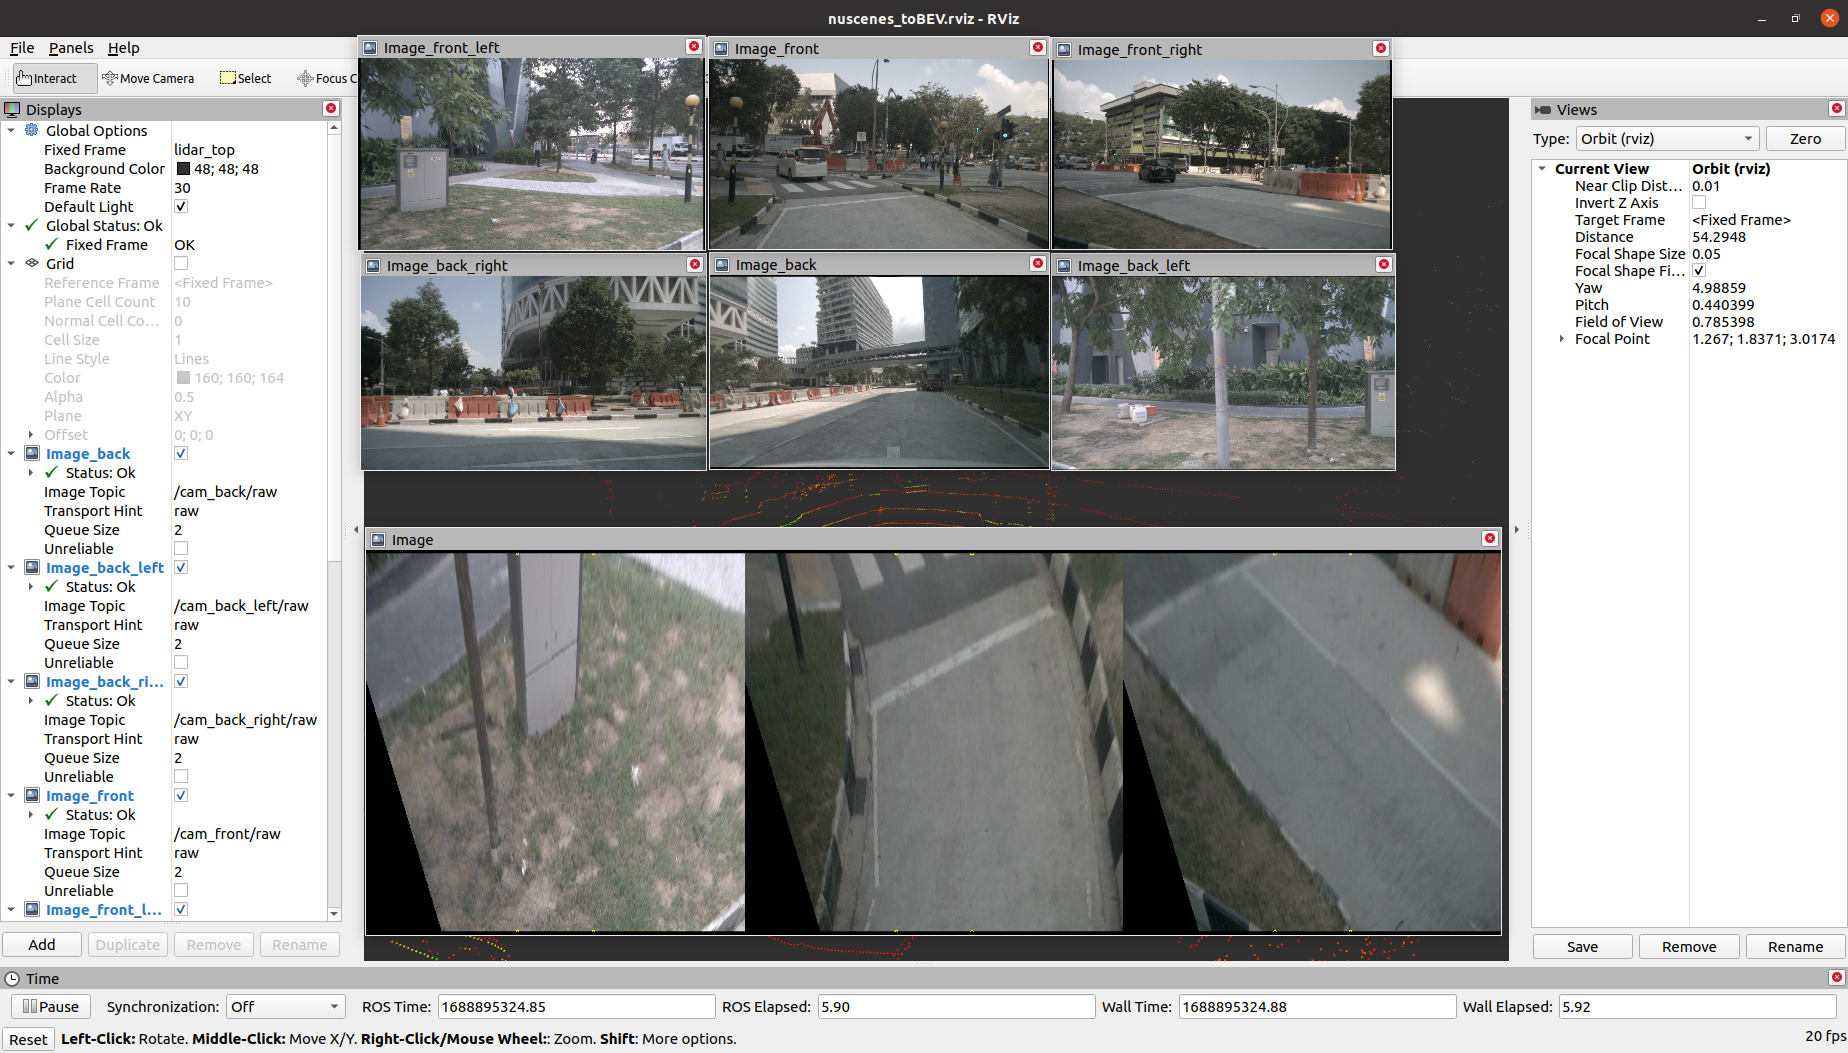 nuscenes_toBEV.rviz - RViz
File Panels Help
Interact Move Camera Select Focus C
Image_front_left
Image_front
Image_front_right
Image_back_right
Image_back
Image_back_left
Image
Displays
Global Options
Fixed Frame lidar_top
Background Color 48; 48; 48
Frame Rate 30
Default Light
Global Status: Ok
Fixed Frame OK
Grid
Reference Frame <Fixed Frame>
Plane Cell Count 10
Normal Cell Co... 0
Cell Size 1
Line Style Lines
Color 160; 160; 164
Alpha 0.5
Plane XY
Offset 0; 0; 0
Image_back
Status: Ok
Image Topic /cam_back/raw
Transport Hint raw
Queue Size 2
Unreliable
Image_back_left
Status: Ok
Image Topic /cam_back_left/raw
Transport Hint raw
Queue Size 2
Unreliable
Image_back_ri...
Status: Ok
Image Topic /cam_back_right/raw
Transport Hint raw
Queue Size 2
Unreliable
Image_front
Status: Ok
Image Topic /cam_front/raw
Transport Hint raw
Queue Size 2
Unreliable
Image_front_l...
Add Duplicate Remove Rename
Views
Type: Orbit (rviz) Zero
Current View Orbit (rviz)
Near Clip Dist... 0.01
Invert Z Axis
Target Frame <Fixed Frame>
Distance 54.2948
Focal Shape Size 0.05
Focal Shape Fi...
Yaw 4.98859
Pitch 0.440399
Field of View 0.785398
Focal Point 1.267; 1.8371; 3.0174
Save Remove Rename
Time
Pause Synchronization: Off ROS Time: 1688895324.85 ROS Elapsed: 5.90 Wall Time: 1688895324.88 Wall Elapsed: 5.92
Reset Left-Click: Rotate. Middle-Click: Move X/Y. Right-Click/Mouse Wheel:: Zoom. Shift: More options. 20 fps